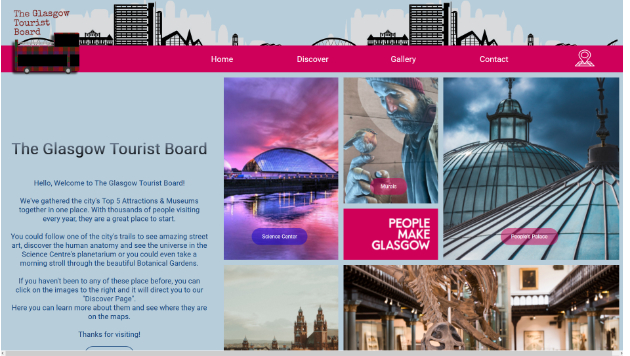 The Glasgow
Tourist
Board
Home Discover Gallery Contact
The Glasgow Tourist Board
Hello, Welcome to The Glasgow Tourist Board!
We've gathered the city's Top 5 Attractions & Museums
together in one place. With thousands of people visiting
every year, they are a great place to start.
You could follow one of the city's trails to see amazing street
art, discover the human anatomy and see the universe in the
Science Centre's planetarium or you could even take a
morning stroll through the beautiful Botanical Gardens.
If you haven't been to any of these place before, you can
click on the images to the right and it will direct you to our
"Discover Page".
Here you can learn more about them and see where they are
on the maps.
Thanks for visiting!
Science Center
Murals
PEOPLE
MAKE
GLASGOW
People's Palace